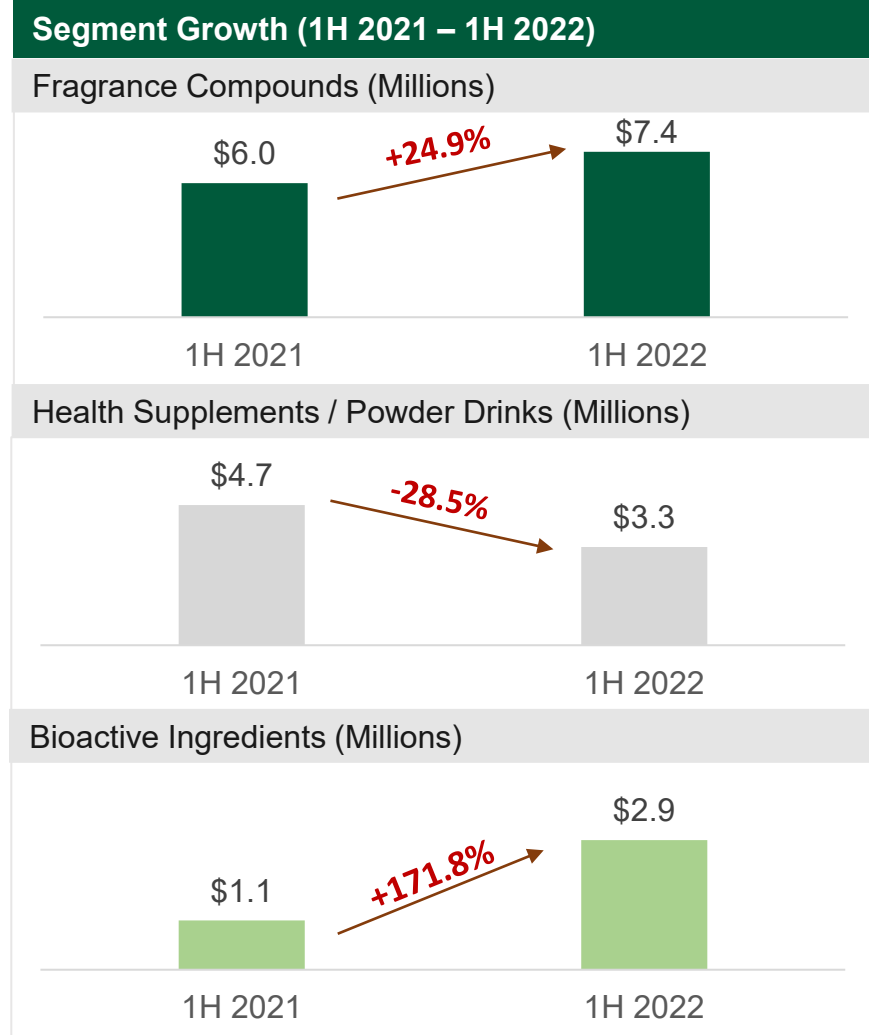 Segment Growth (1H 2021 – 1H 2022)
Fragrance Compounds (Millions)
$6.0
+24.9%
$7.4
1H 2021
1H 2022
Health Supplements / Powder Drinks (Millions)
$4.7
-28.5%
$3.3
1H 2021
1H 2022
Bioactive Ingredients (Millions)
$1.1
+171.8%
$2.9
1H 2021
1H 2022